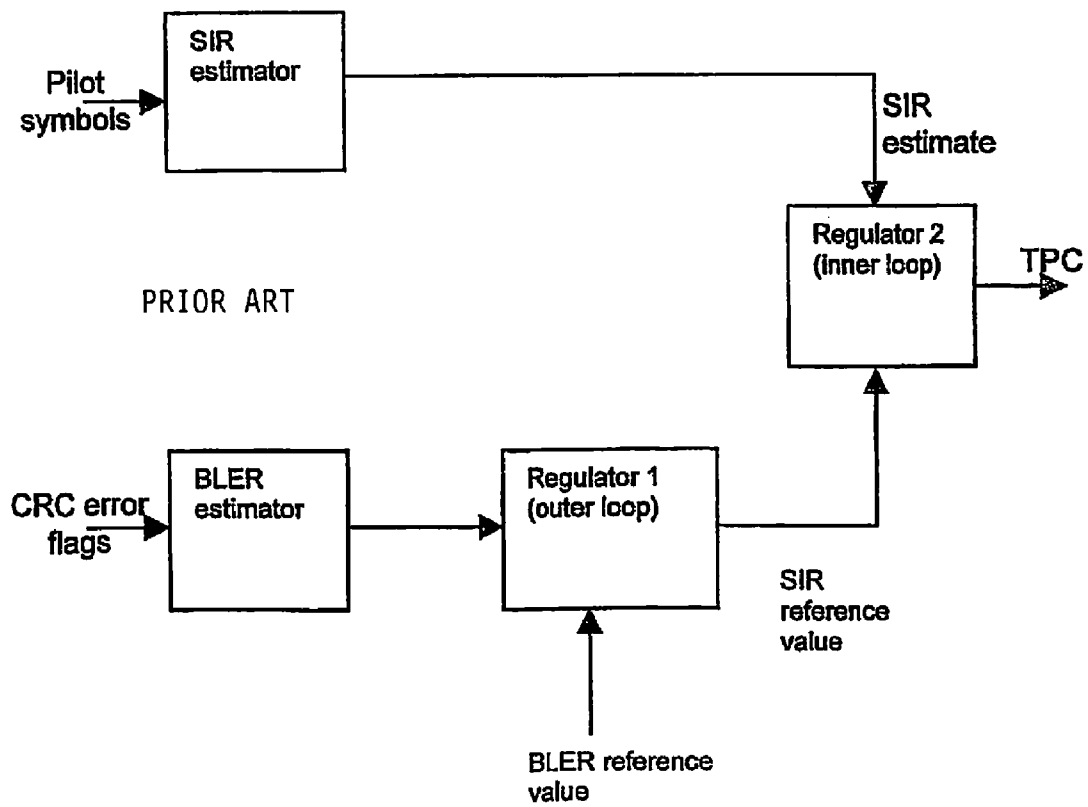 SIR
estimator
Pilot
symbols
SIR
estimate
Regulator 2
(inner loop)
TPC
PRIOR ART
BLER
estimator
CRC error
flags
Regulator 1
(outer loop)
SIR
reference
value
BLER reference
value